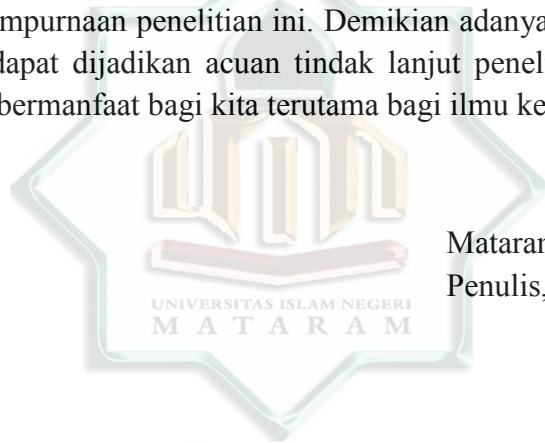 mpurnaan penelitian ini. Demikian adanya
dapat dijadikan acuan tindak lanjut penel
bermanfaat bagi kita terutama bagi ilmu ke
Mataran
Penulis,
UNIVERSITAS ISLAM NEGERI
MATARAM